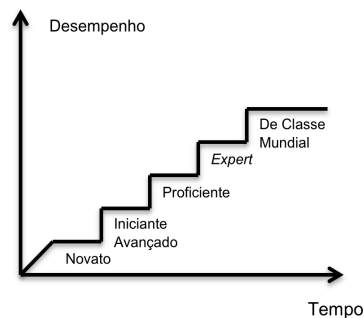 Desempenho
De Classe
Mundial
Expert
Proficiente
Iniciante
Avançado
Novato
Tempo